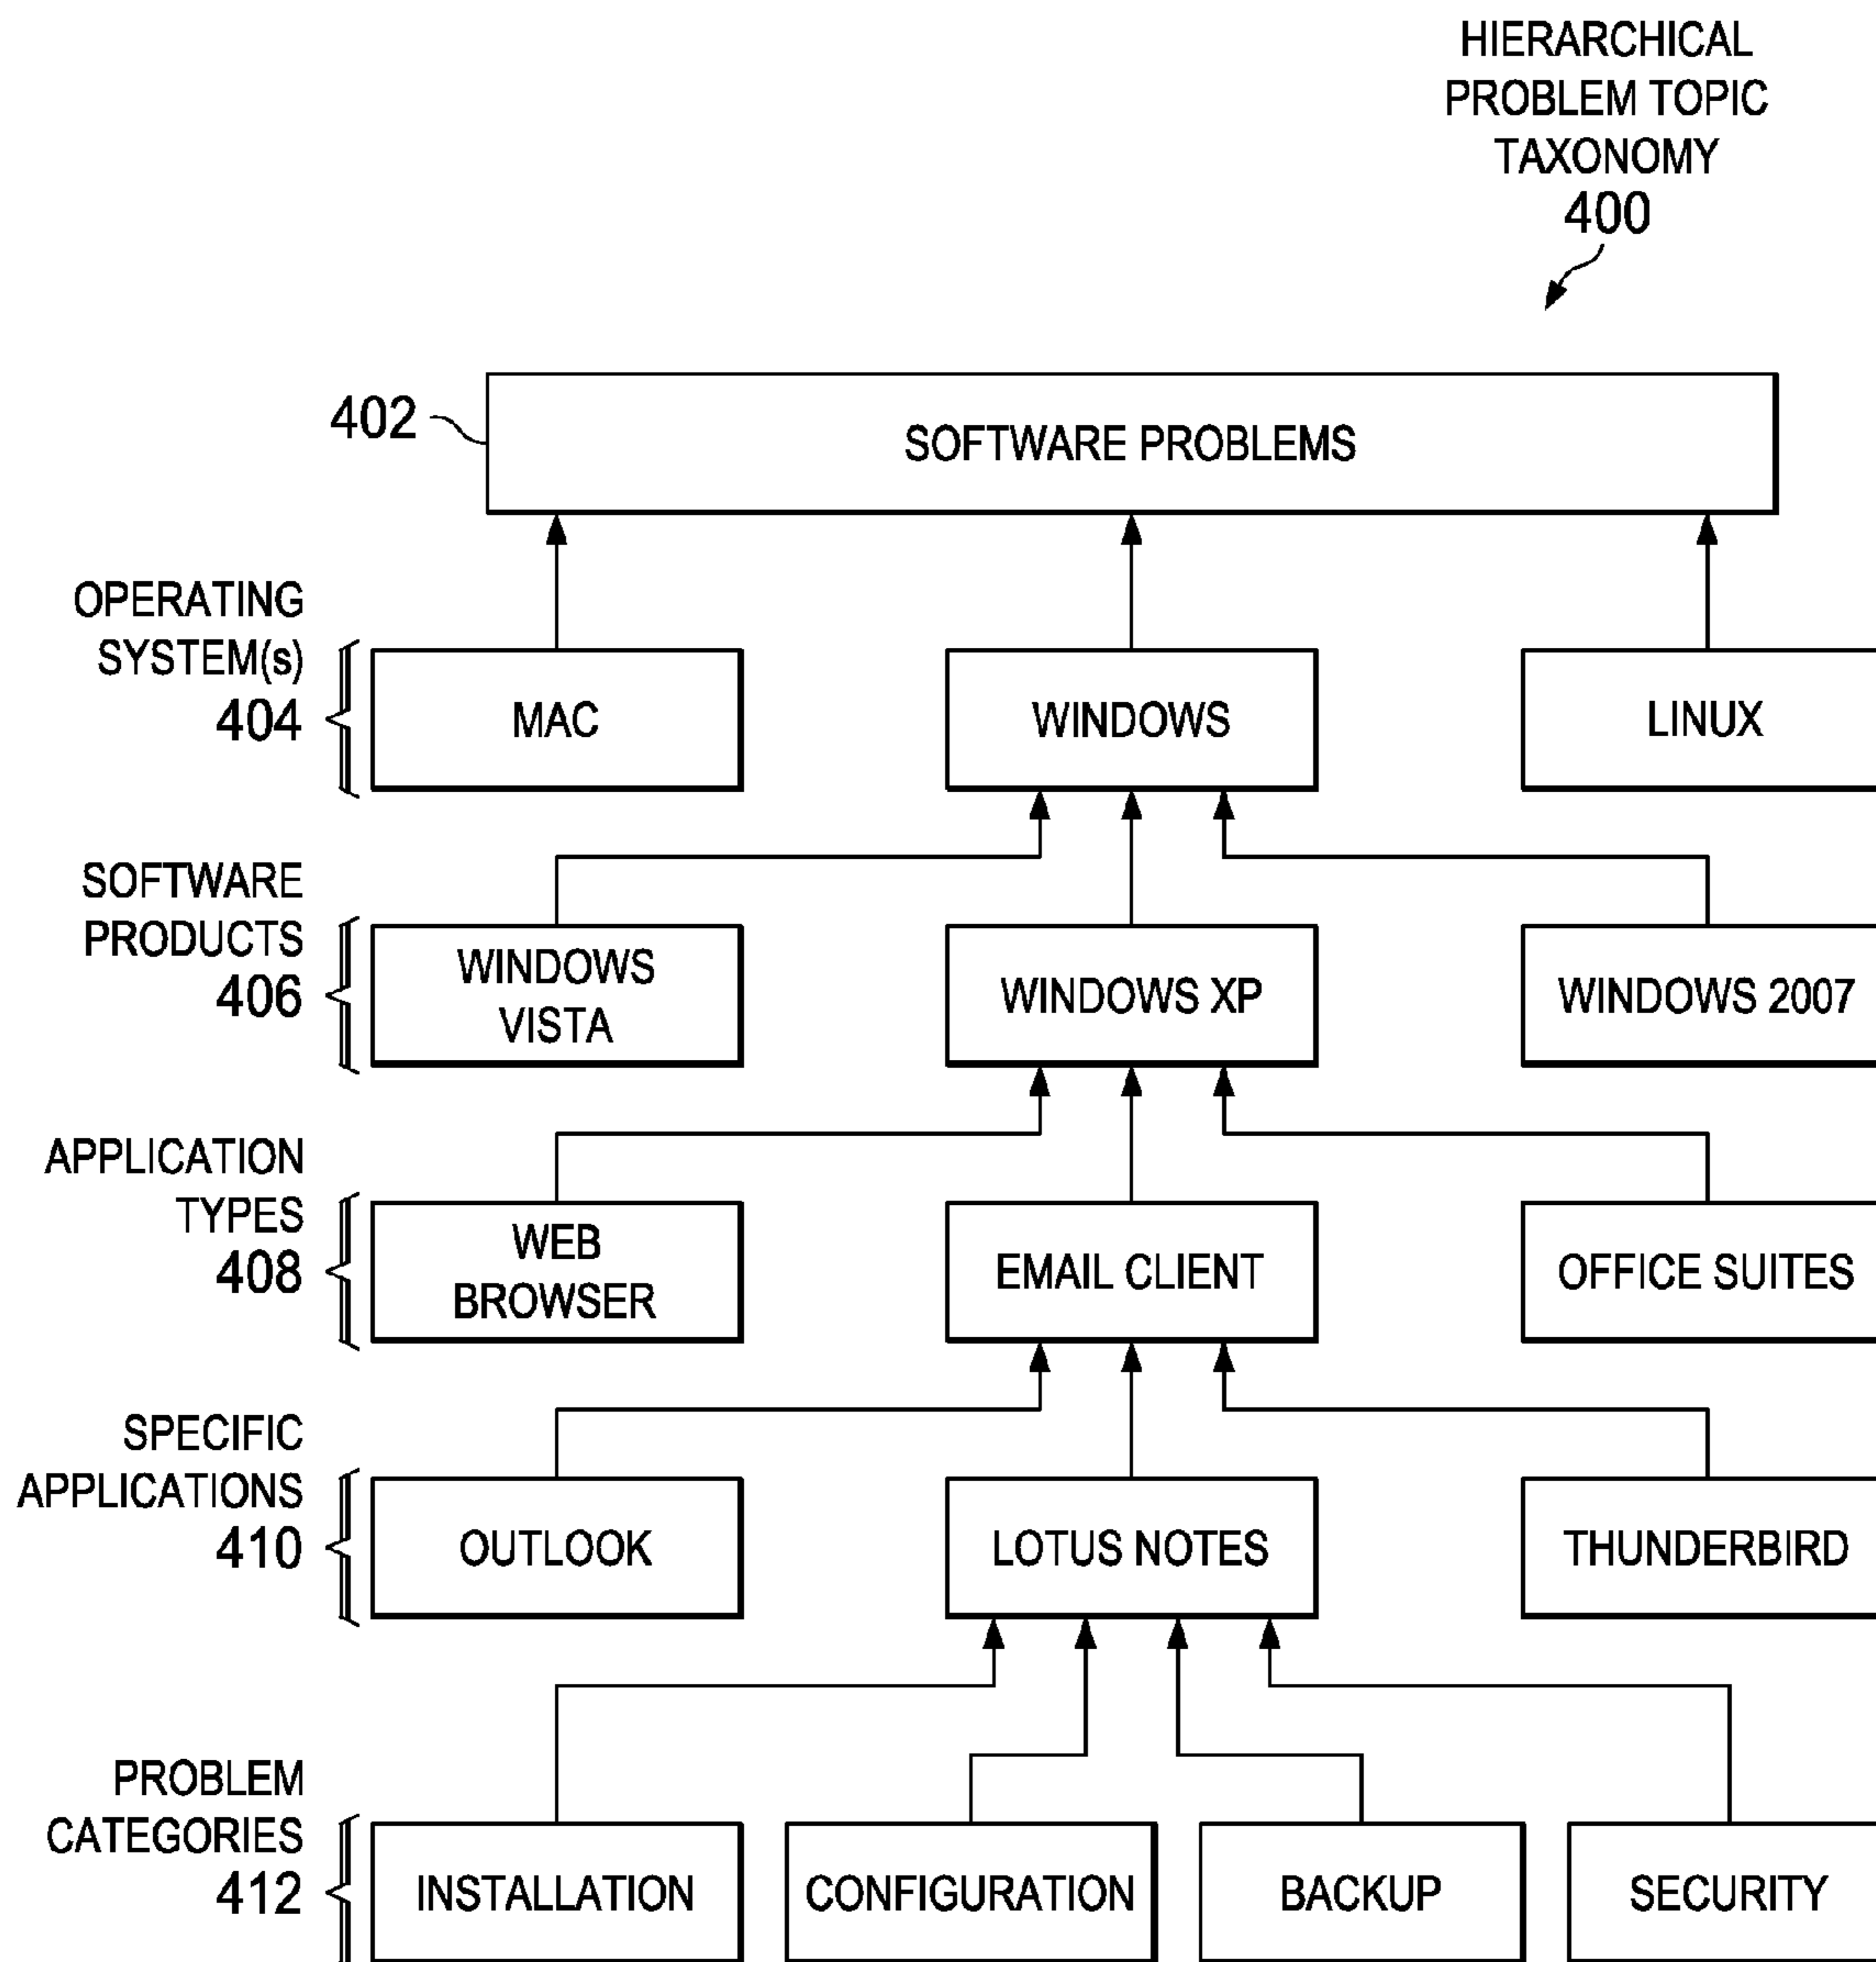 HIERARCHICAL
PROBLEM TOPIC
TAXONOMY
400
402
SOFTWARE PROBLEMS
OPERATING
SYSTEM(s)
404
MAC
WINDOWS
LINUX
SOFTWARE
PRODUCTS
406
WINDOWS
VISTA
WINDOWS XP
WINDOWS 2007
APPLICATION
TYPES
408
WEB
BROWSER
EMAIL CLIENT
OFFICE SUITES
SPECIFIC
APPLICATIONS
410
OUTLOOK
LOTUS NOTES
THUNDERBIRD
PROBLEM
CATEGORIES
412
INSTALLATION
CONFIGURATION
BACKUP
SECURITY